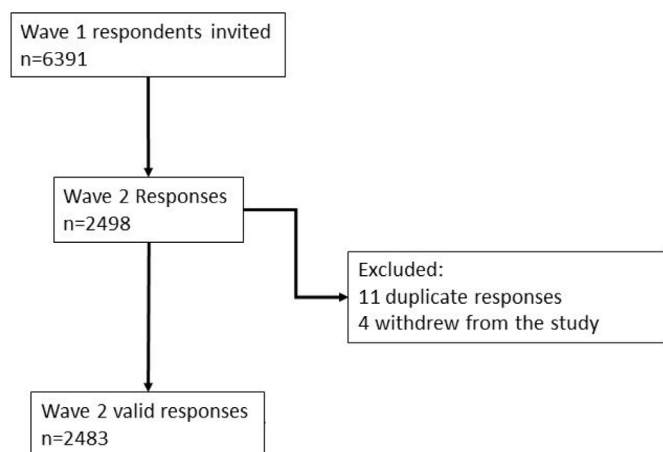 Wave 1 respondents invited
n=6391
Wave 2 Responses
n=2498
Excluded:
11 duplicate responses
4 withdrew from the study
Wave 2 valid responses
n=2483